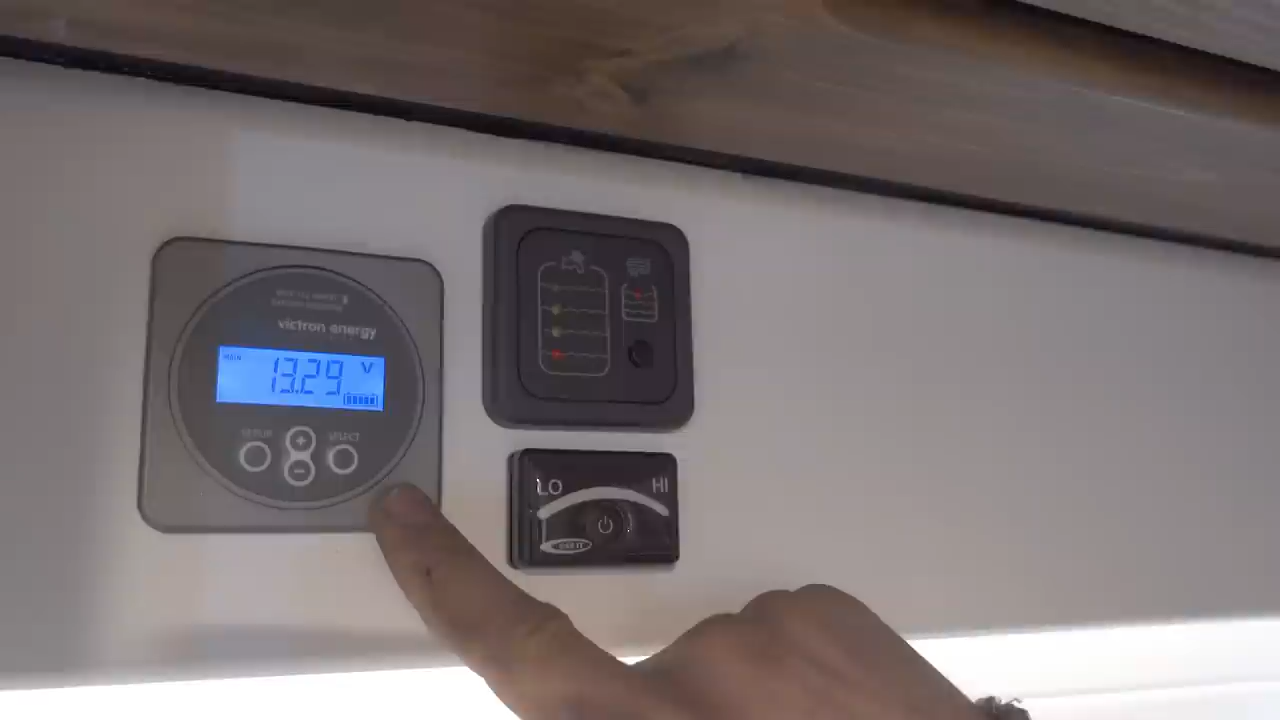 victron energy
MAIN
13.29 V
SETUP
+
SELECT
-
LO
HI